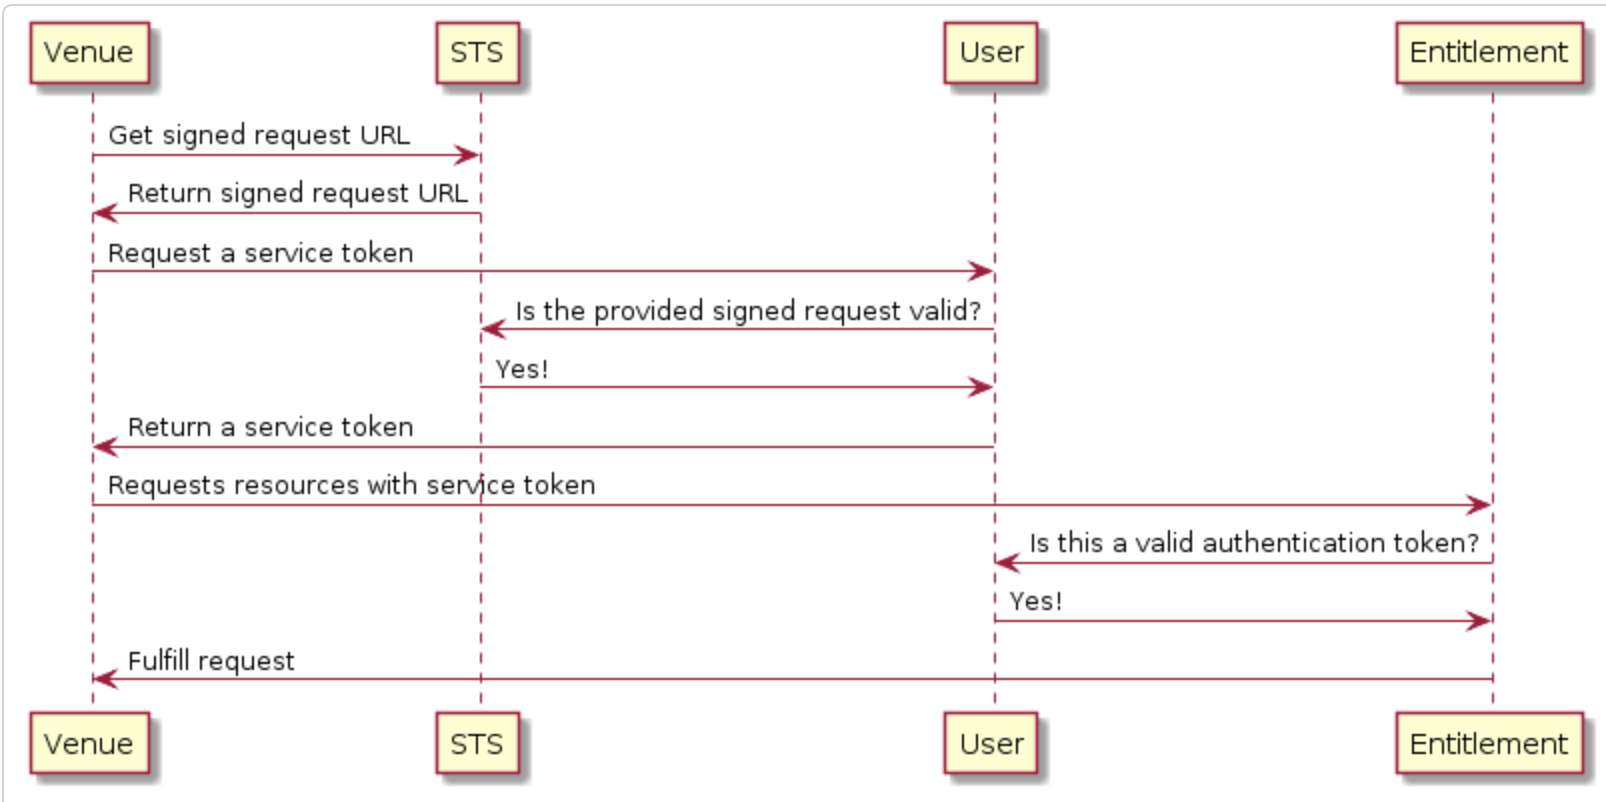 Venue
STS
User
Entitlement
Get signed request URL
Return signed request URL
Request a service token
Is the provided signed request valid?
Yes!
Return a service token
Requests resources with service token
Is this a valid authentication token?
Yes!
Fulfill request
Venue
STS
User
Entitlement